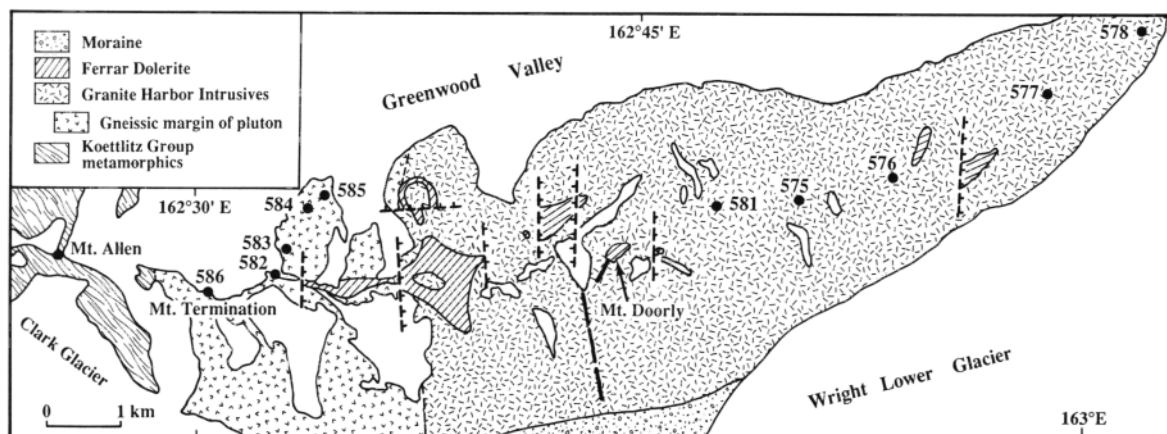 Moraine
Ferrar Dolerite
Granite Harbor Intrusives
Gneissic margin of pluton
Koettlitz Group
metamorphics
162°45' E
Greenwood Valley
578
577
576
162°30' E
585
584
581
575
583
Mt. Allen
582
586
Mt. Termination
Mt. Doorly
Clark Glacier
Wright Lower Glacier
0 1 km
163°E